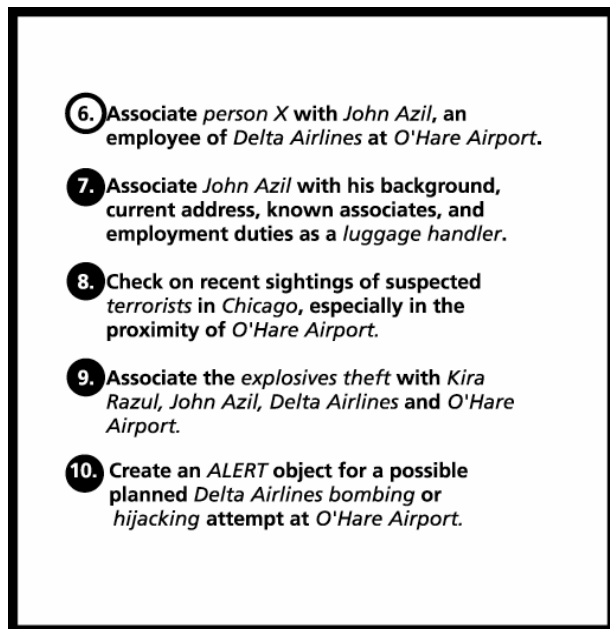 6. Associate person X with John Azil, an
employee of Delta Airlines at O'Hare Airport.
7. Associate John Azil with his background,
current address, known associates, and
employment duties as a luggage handler.
8. Check on recent sightings of suspected
terrorists in Chicago, especially in the
proximity of O'Hare Airport.
9. Associate the explosives theft with Kira
Razul, John Azil, Delta Airlines and O'Hare
Airport.
10. Create an ALERT object for a possible
planned Delta Airlines bombing or
hijacking attempt at O'Hare Airport.